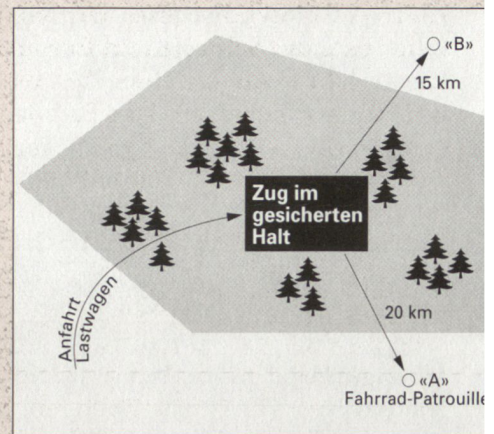 «B»
15 km
Zug im
gesicherten
Halt
Anfahrt
Lastwagen
20 km
«A»
Fahrrad-Patrouille